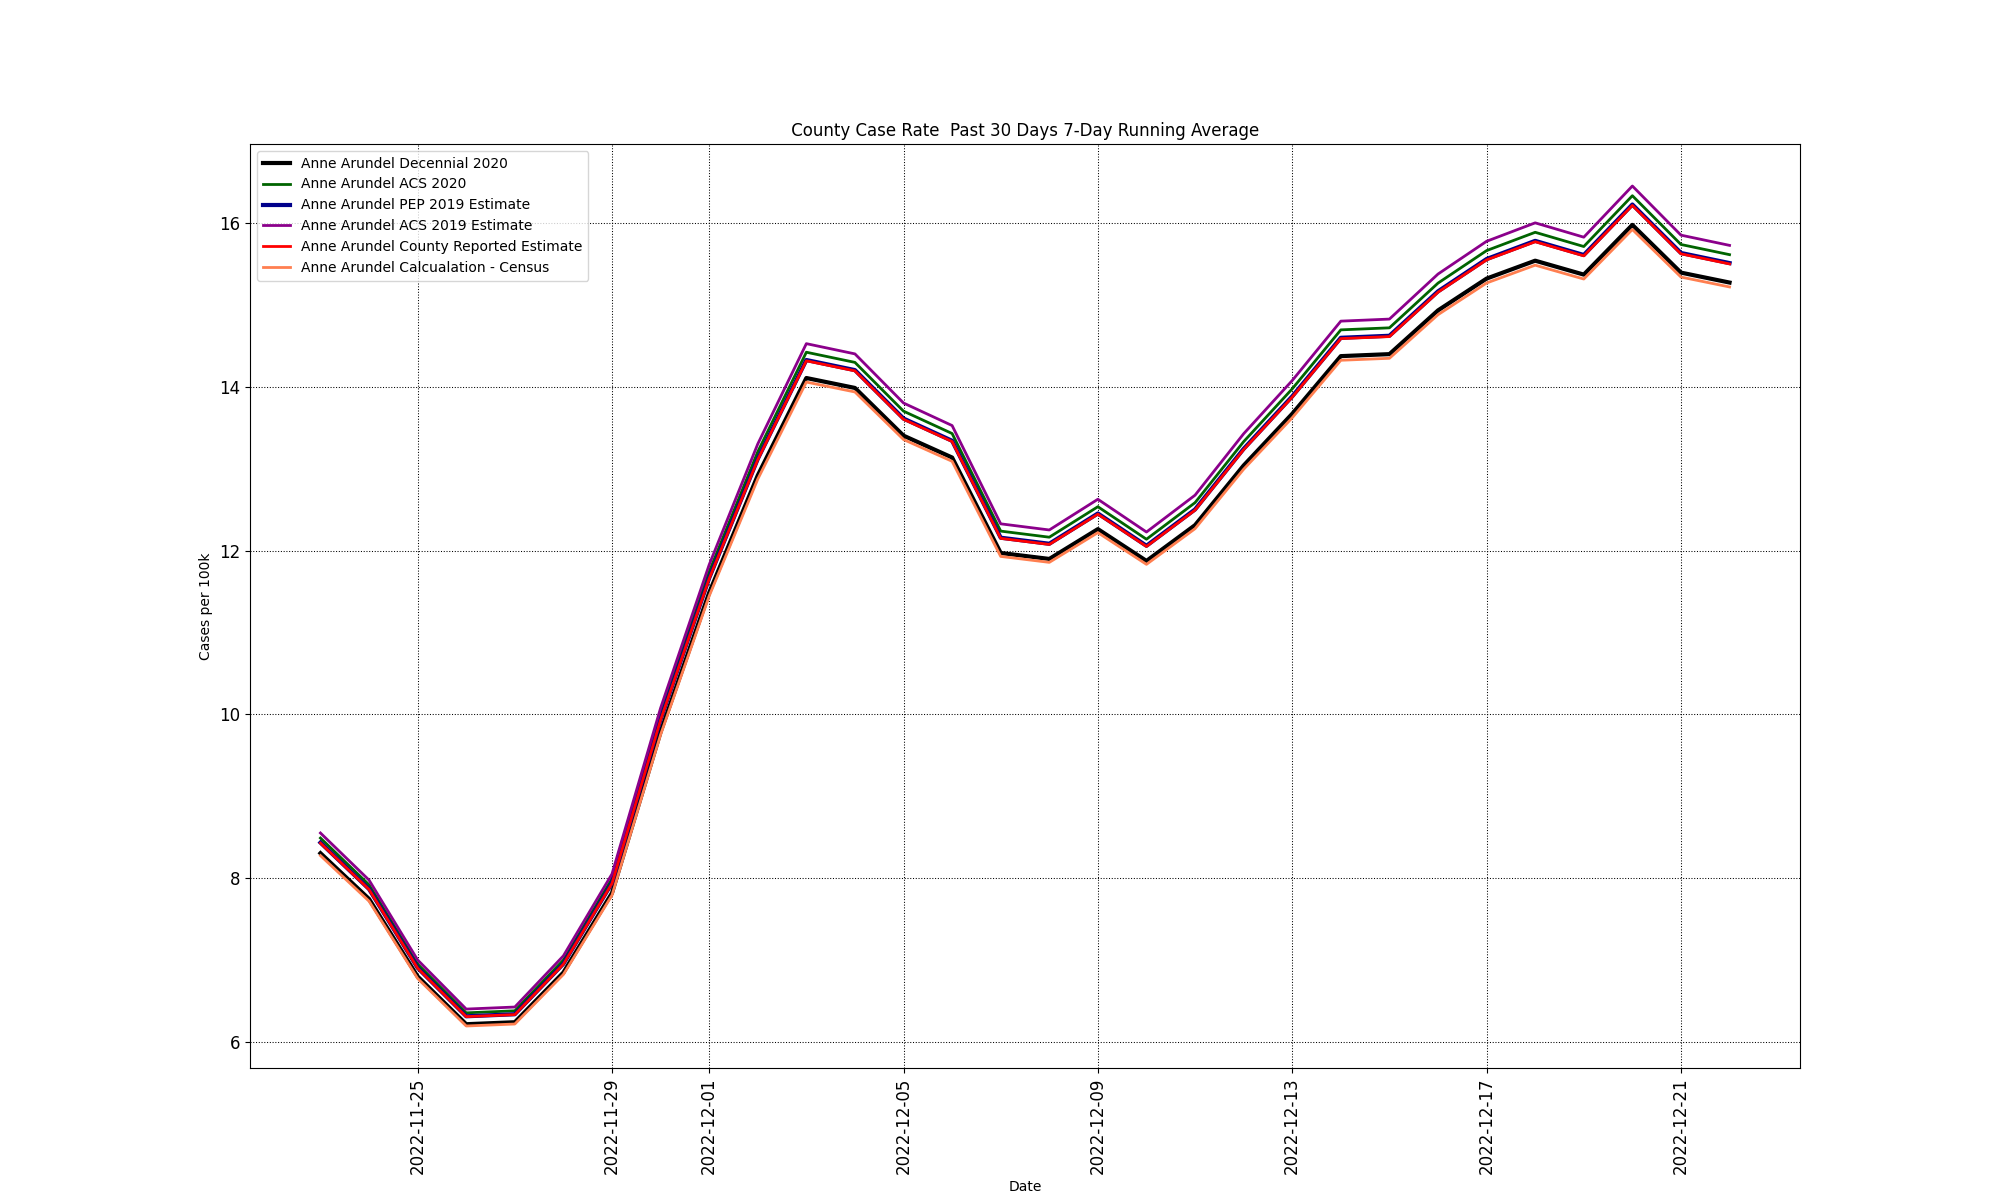 County Case Rate  Past 30 Days 7-Day Running Average
Anne Arundel Decennial 2020
Anne Arundel ACS 2020
Anne Arundel PEP 2019 Estimate
Anne Arundel ACS 2019 Estimate
Anne Arundel County Reported Estimate
Anne Arundel Calcualation - Census
16
14
12
10
8
6
Cases per 100k
2022-11-25
2022-11-29
2022-12-01
2022-12-05
2022-12-09
2022-12-13
2022-12-17
2022-12-21
Date